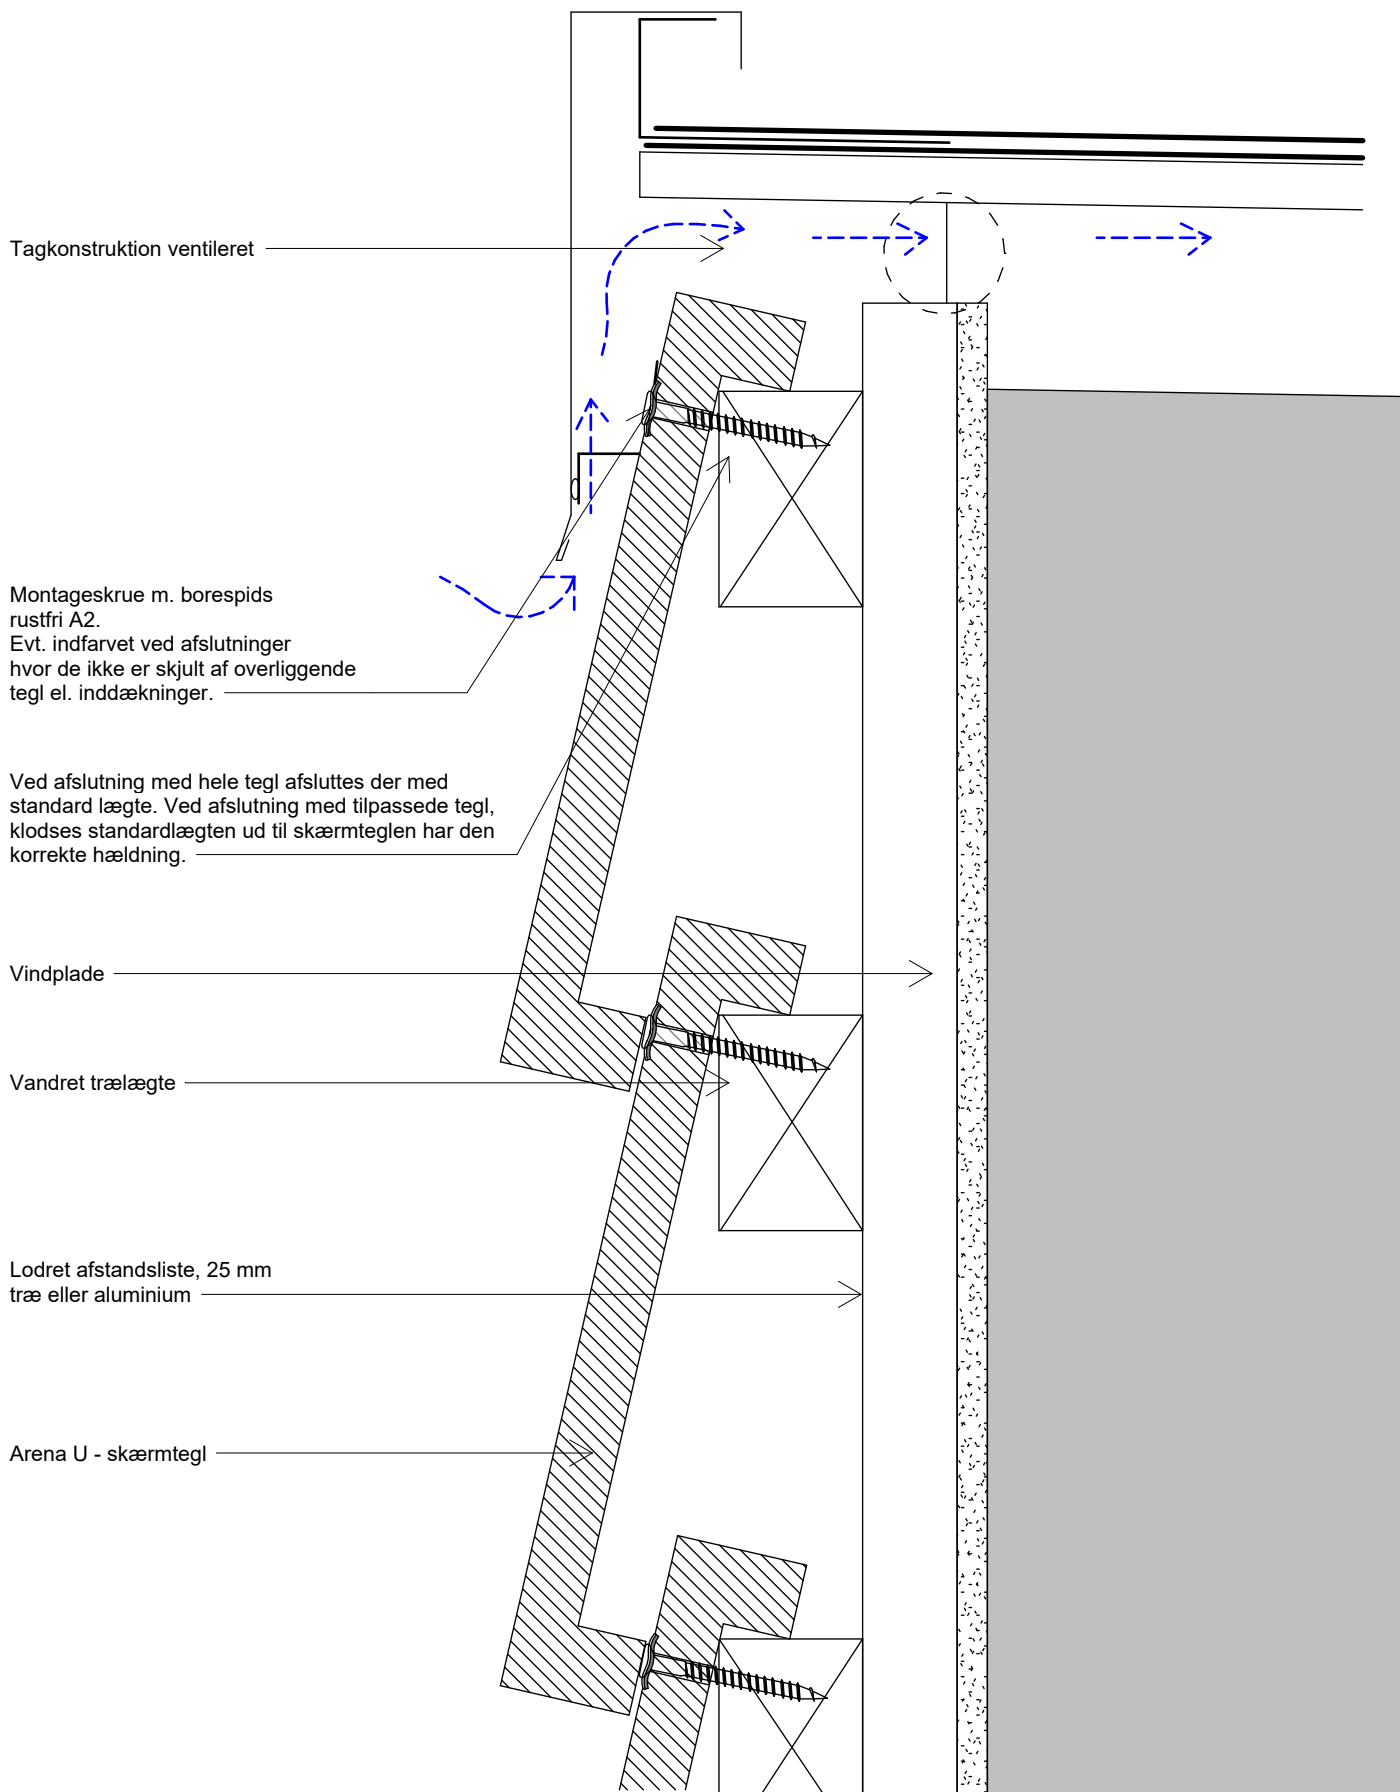 Tagkonstruktion ventileret
Montageskrue m. borespids
rustfri A2.
Evt. indfarvet ved afslutninger
hvor de ikke er skjult af overliggende
tegl el. inddækninger.
Ved afslutning med hele tegl afsluttes der med
standard lægte. Ved afslutning med tilpassede tegl,
klodses standardlægten ud til skærmteglen har den
korrekte hældning.
Vindplade
Vandret trælægte
Lodret afstandsliste, 25 mm
træ eller aluminium
Arena U - skærmtegl